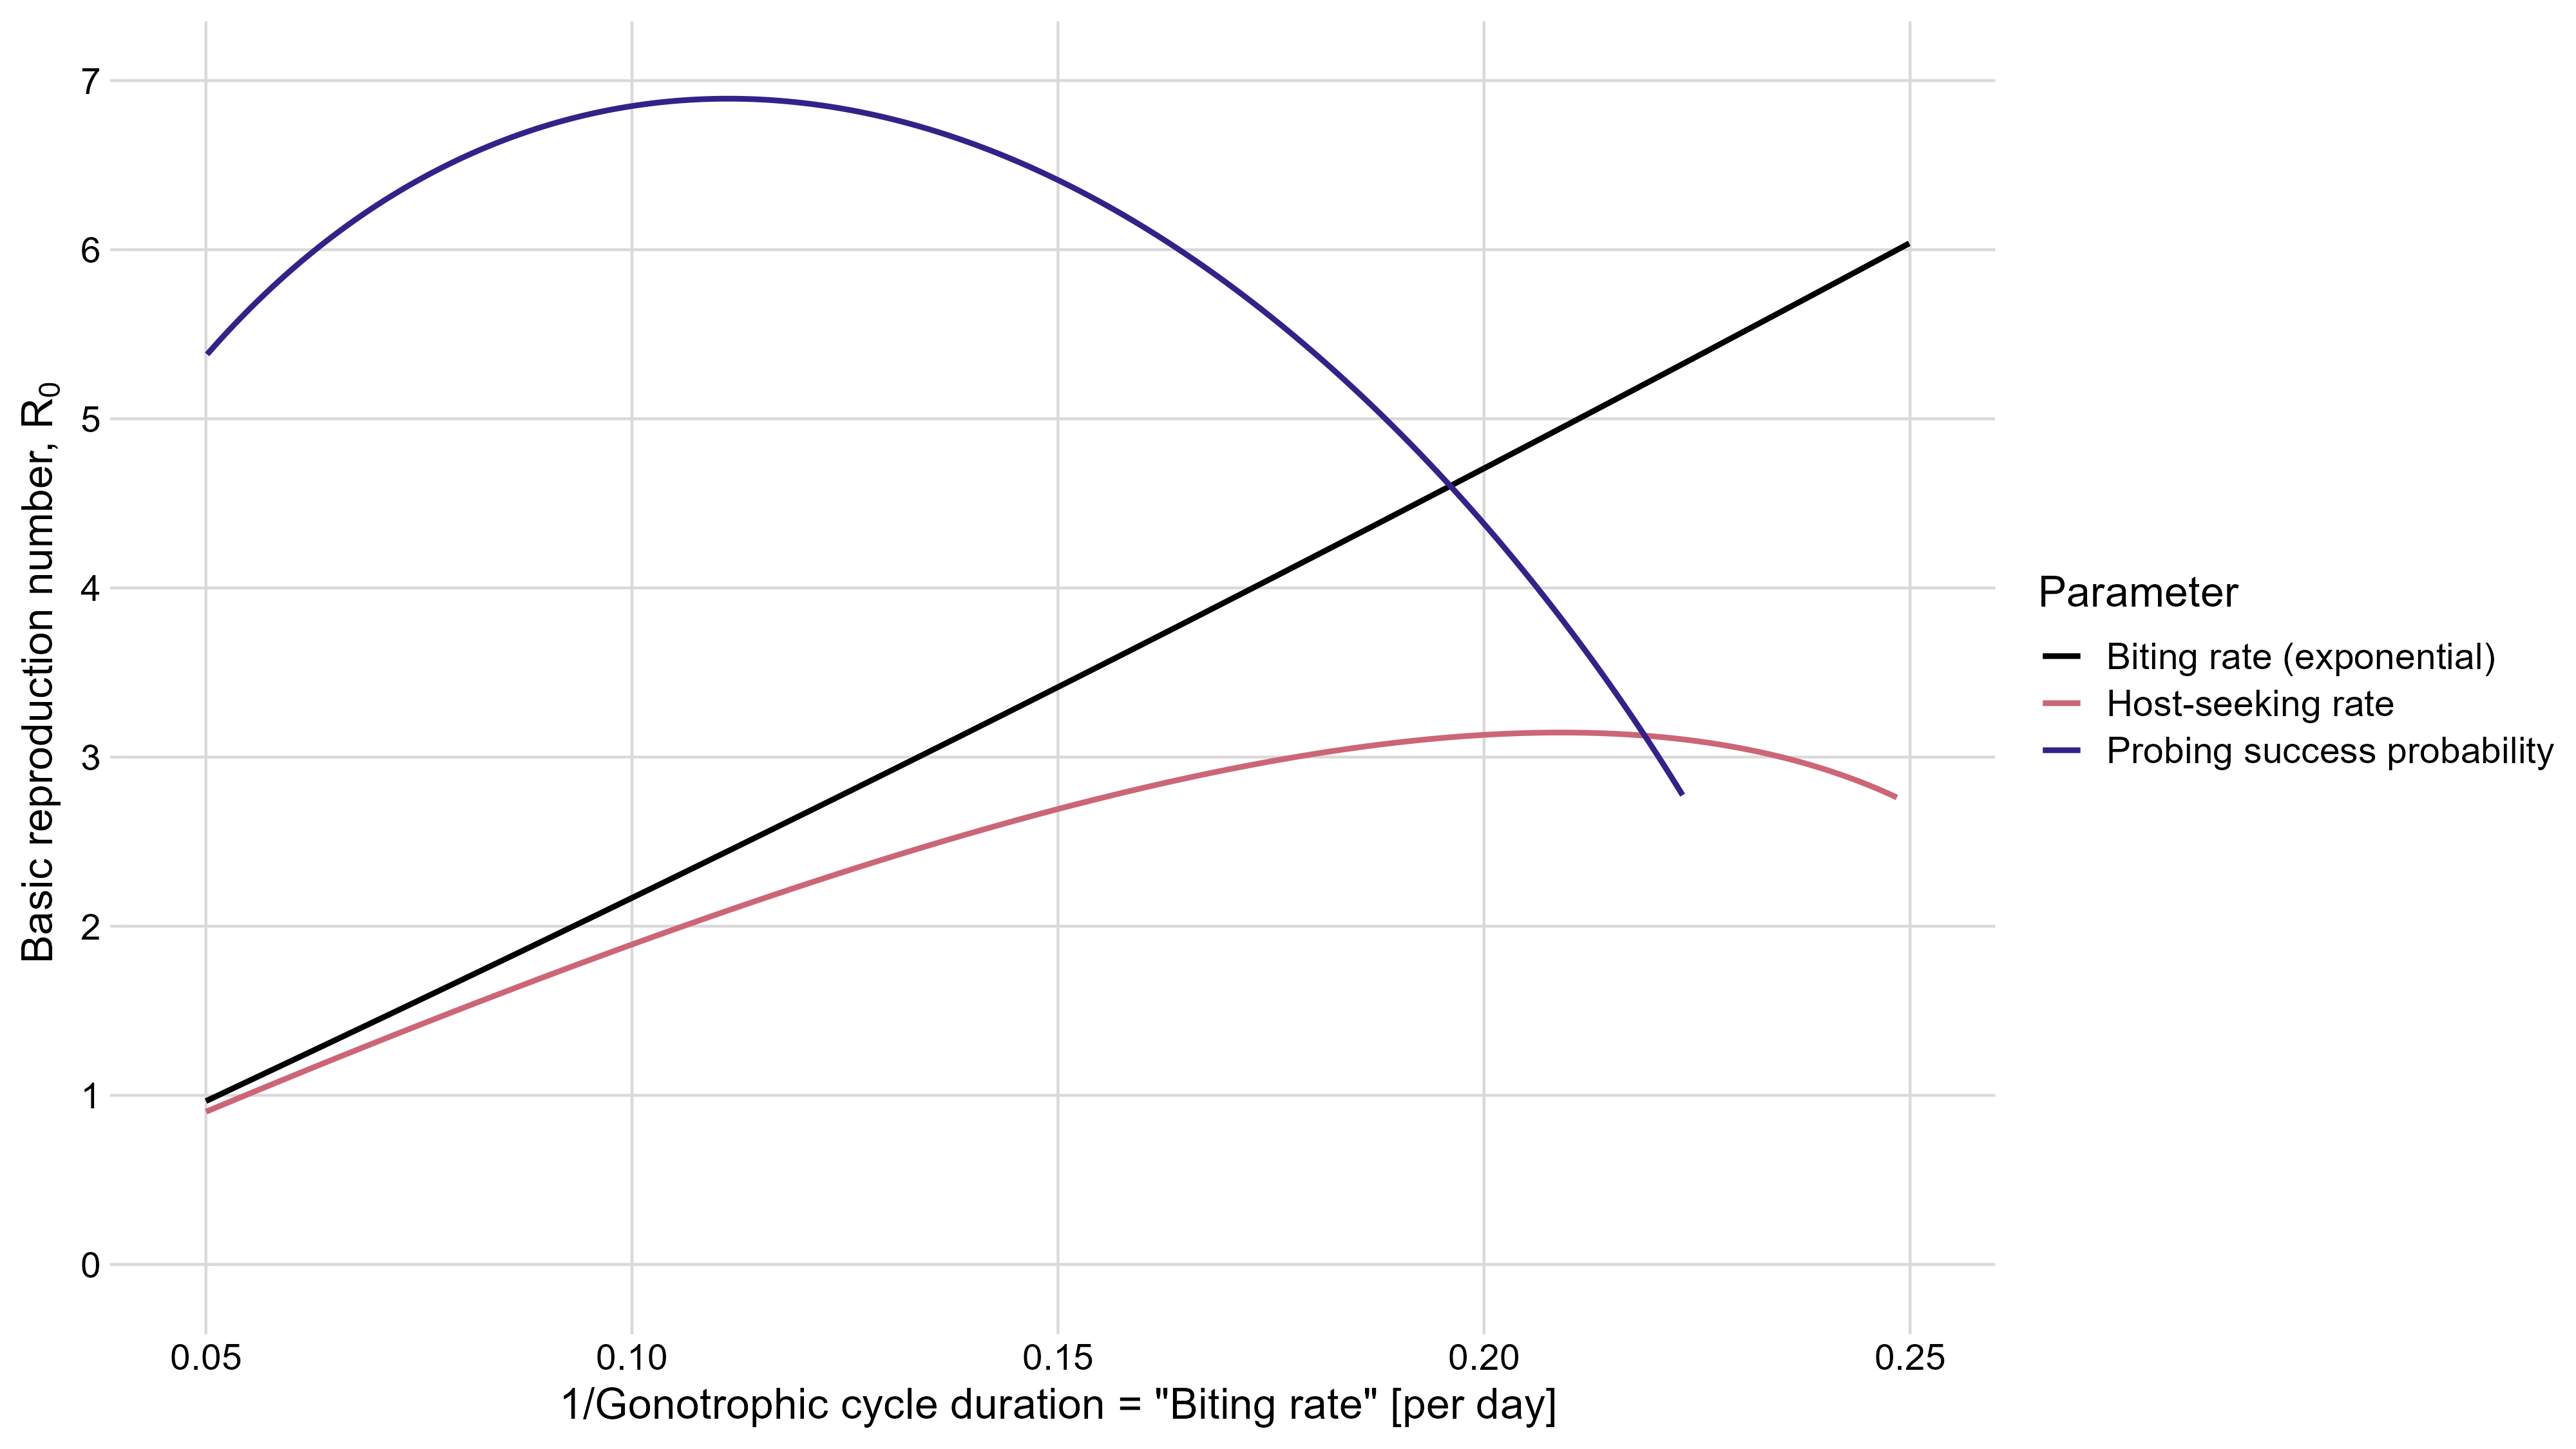 Basic reproduction number, R0
7
6
5
4
3
2
1
0
0.05
0.10
0.15
0.20
0.25
1/Gonotrophic cycle duration = "Biting rate" [per day]
Parameter
Biting rate (exponential)
Host-seeking rate
Probing success probability